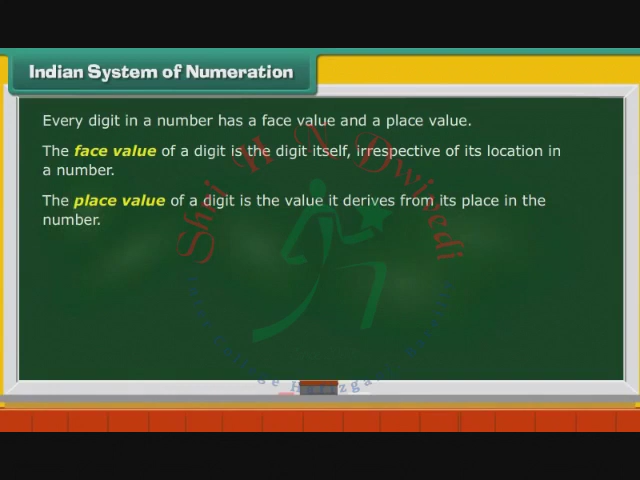 Indian System of Numeration
Every digit in a number has a face value and a place value.
The face value of a digit is the digit itself, irrespective of its location in
a number.
The place value of a digit is the value it derives from its place in the
number.
Shri H T Dwivedi